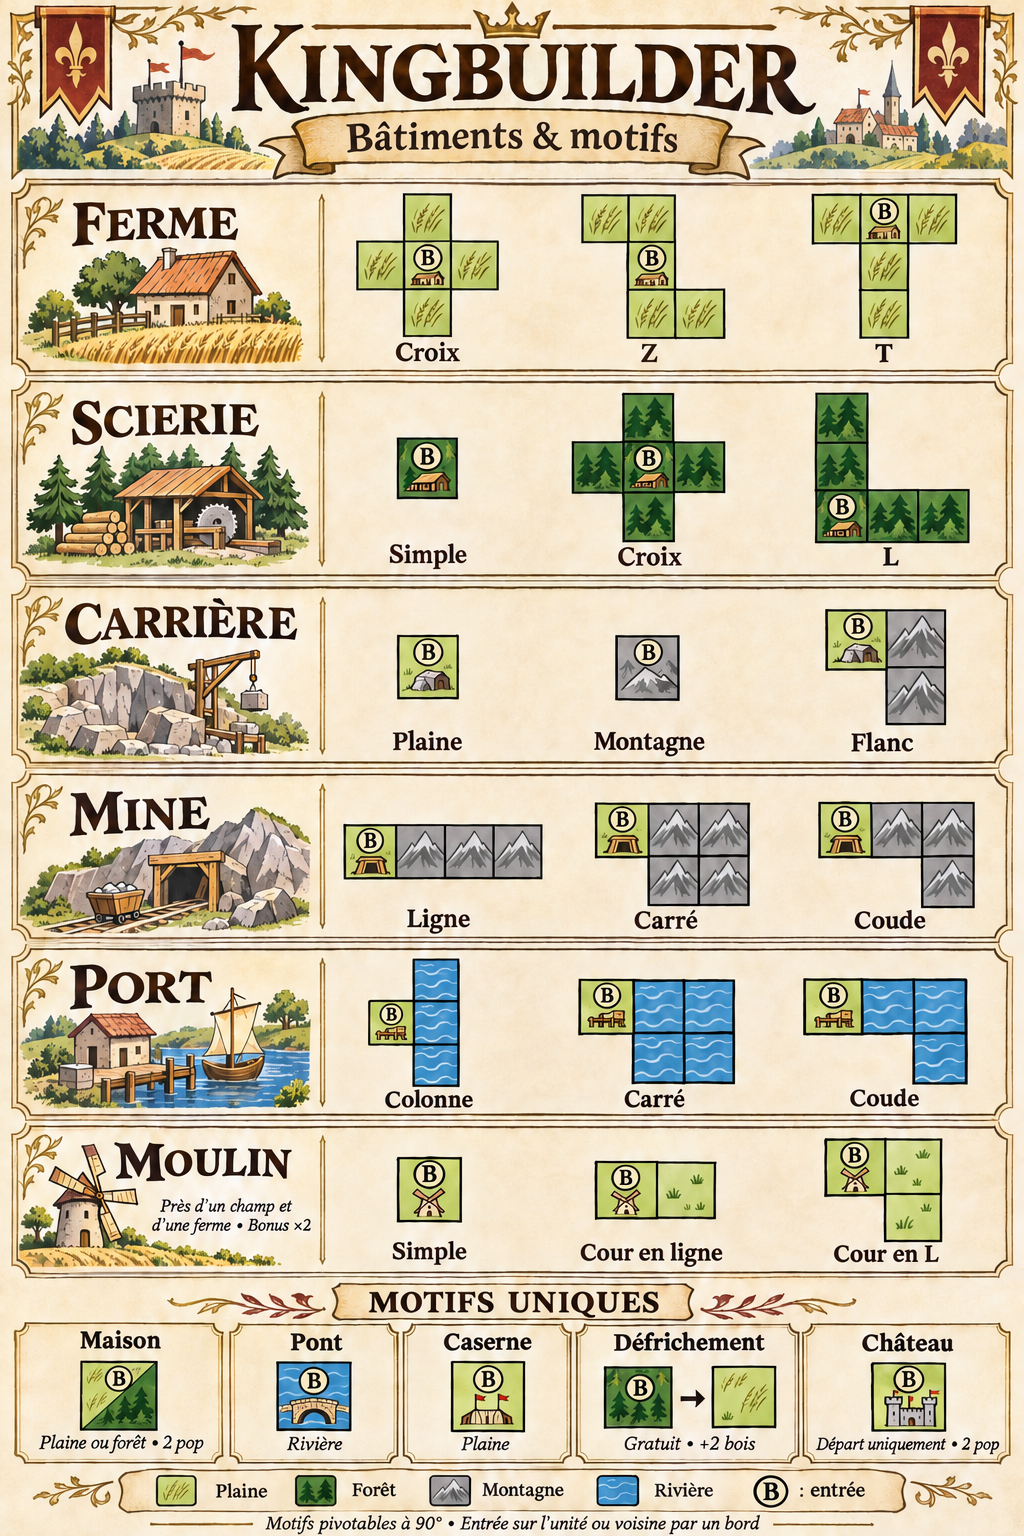 KINGBUILDER
Bâtiments & motifs
FERME
B
B
B
Croix
Z
T
SCIERIE
B
B
B
Simple
Croix
L
CARRIÈRE
B
B
B
Plaine
Montagne
Flanc
MINE
B
B
B
Ligne
Carré
Coude
PORT
B
B
B
Colonne
Carré
Coude
MOULIN
Près d'un champ et
d'une ferme • Bonus ×2
B
B
B
Simple
Cour en ligne
Cour en L
MOTIFS UNIQUES
Maison
B
Plaine ou forêt • 2 pop
Pont
B
Rivière
Caserne
B
Plaine
Défrichement
B
Gratuit • +2 bois
Château
B
Départ uniquement • 2 pop
Plaine
Forêt
Montagne
Rivière
B : entrée
Motifs pivotables à 90° • Entrée sur l'unité ou voisine par un bord